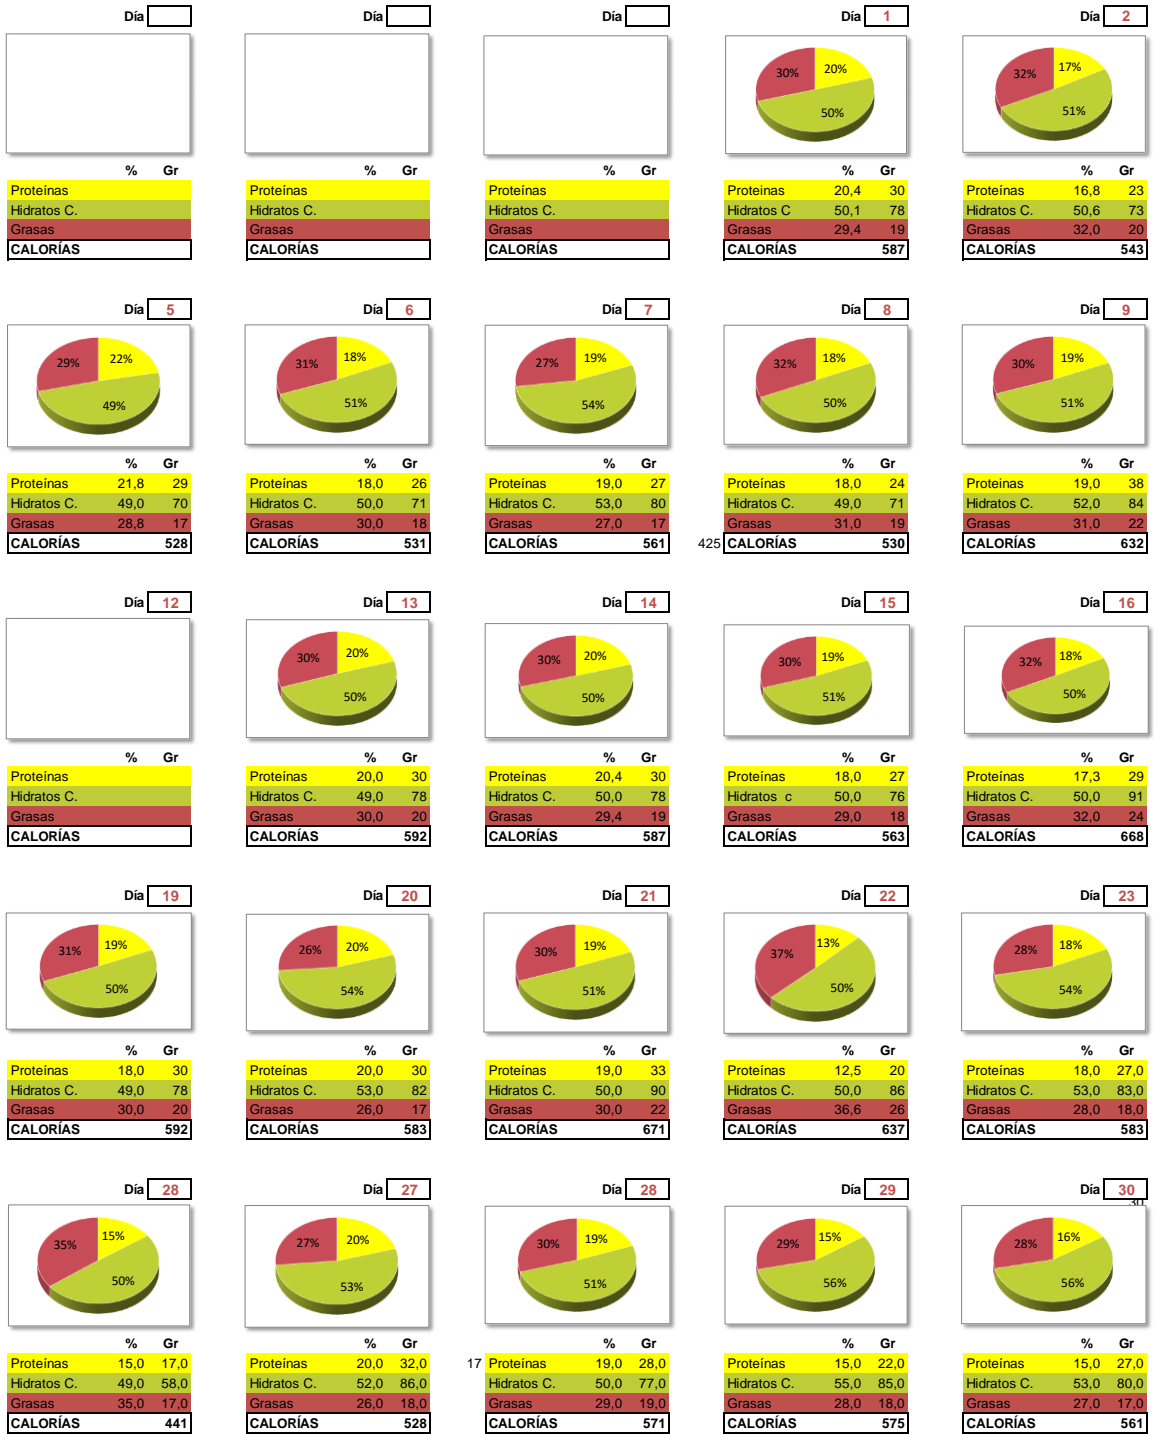 Día
Día
Día
Día 1
Día 2
30% 20% 50%
32% 17% 51%
% Gr
% Gr
% Gr
% Gr
% Gr
Proteínas
Proteínas
Proteínas
Proteinas 20,4 30
Proteínas 16,8 23
Hidratos C.
Hidratos C.
Hidratos C.
Hidratos C 50,1 78
Hidratos C. 50,6 73
Grasas
Grasas
Grasas
Grasas 29,4 19
Grasas 32,0 20
CALORÍAS
CALORÍAS
CALORÍAS
CALORÍAS 587
CALORÍAS 543
Día 5
Día 6
Día 7
Día 8
Día 9
29% 22% 49%
31% 18% 51%
27% 19% 54%
32% 18% 50%
30% 19% 51%
% Gr
% Gr
% Gr
% Gr
% Gr
Proteínas 21,8 29
Proteínas 18,0 26
Proteínas 19,0 27
Proteinas 18,0 24
Proteínas 19,0 38
Hidratos C. 49,0 70
Hidratos C. 50,0 71
Hidratos C. 53,0 80
Hidratos C. 49,0 71
Hidratos C. 52,0 84
Grasas 28,8 17
Grasas 30,0 18
Grasas 27,0 17
Grasas 31,0 19
Grasas 31,0 22
CALORÍAS 528
CALORÍAS 531
CALORÍAS 561
425 CALORÍAS 530
CALORÍAS 632
Día 12
Día 13
Día 14
Día 15
Día 16
30% 20% 50%
30% 20% 50%
30% 19% 51%
32% 18% 50%
% Gr
% Gr
% Gr
% Gr
% Gr
Proteínas
Proteínas 20,0 30
Proteínas 20,4 30
Proteinas 18,0 27
Proteínas 17,3 29
Hidratos C.
Hidratos C. 49,0 78
Hidratos C. 50,0 78
Hidratos c 50,0 76
Hidratos C. 50,0 91
Grasas
Grasas 30,0 20
Grasas 29,4 19
Grasas 29,0 18
Grasas 32,0 24
CALORÍAS
CALORÍAS 592
CALORÍAS 587
CALORÍAS 563
CALORÍAS 668
Día 19
Día 20
Día 21
Día 22
Día 23
31% 19% 50%
26% 20% 54%
30% 19% 51%
37% 13% 50%
28% 18% 54%
% Gr
% Gr
% Gr
% Gr
% Gr
Proteínas 18,0 30
Proteínas 20,0 30
Proteínas 19,0 33
Proteinas 12,5 20
Proteínas 18,0 27,0
Hidratos C. 49,0 78
Hidratos C. 53,0 82
Hidratos C. 50,0 90
Hidratos C. 50,0 86
Hidratos C. 53,0 83,0
Grasas 30,0 20
Grasas 26,0 17
Grasas 30,0 22
Grasas 36,6 26
Grasas 28,0 18,0
CALORÍAS 592
CALORÍAS 583
CALORÍAS 671
CALORÍAS 637
CALORÍAS 583
Día 28
Día 27
Día 28
Día 29
Día 30
30
35% 15% 50%
27% 20% 53%
30% 19% 51%
29% 15% 56%
28% 16% 56%
% Gr
% Gr
% Gr
% Gr
% Gr
Proteínas 15,0 17,0
Proteínas 20,0 32,0
17 Proteínas 19,0 28,0
Proteínas 15,0 22,0
Proteínas 15,0 27,0
Hidratos C. 49,0 58,0
Hidratos C. 52,0 86,0
Hidratos C. 50,0 77,0
Hidratos C. 55,0 85,0
Hidratos C. 53,0 80,0
Grasas 35,0 17,0
Grasas 26,0 18,0
Grasas 29,0 19,0
Grasas 28,0 18,0
Grasas 27,0 17,0
CALORÍAS 441
CALORÍAS 528
CALORÍAS 571
CALORÍAS 575
CALORÍAS 561